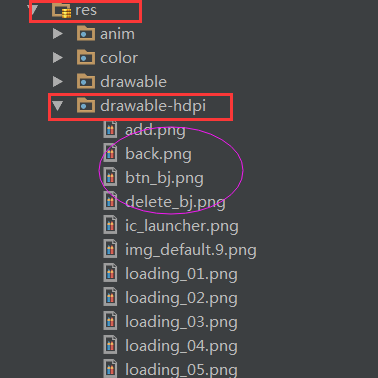 res
anim
color
drawable
drawable-hdpi
add.png
back.png
btn_bj.png
delete_bj.png
ic_launcher.png
img_default.9.png
loading_01.png
loading_02.png
loading_03.png
loading_04.png
loading_05.png